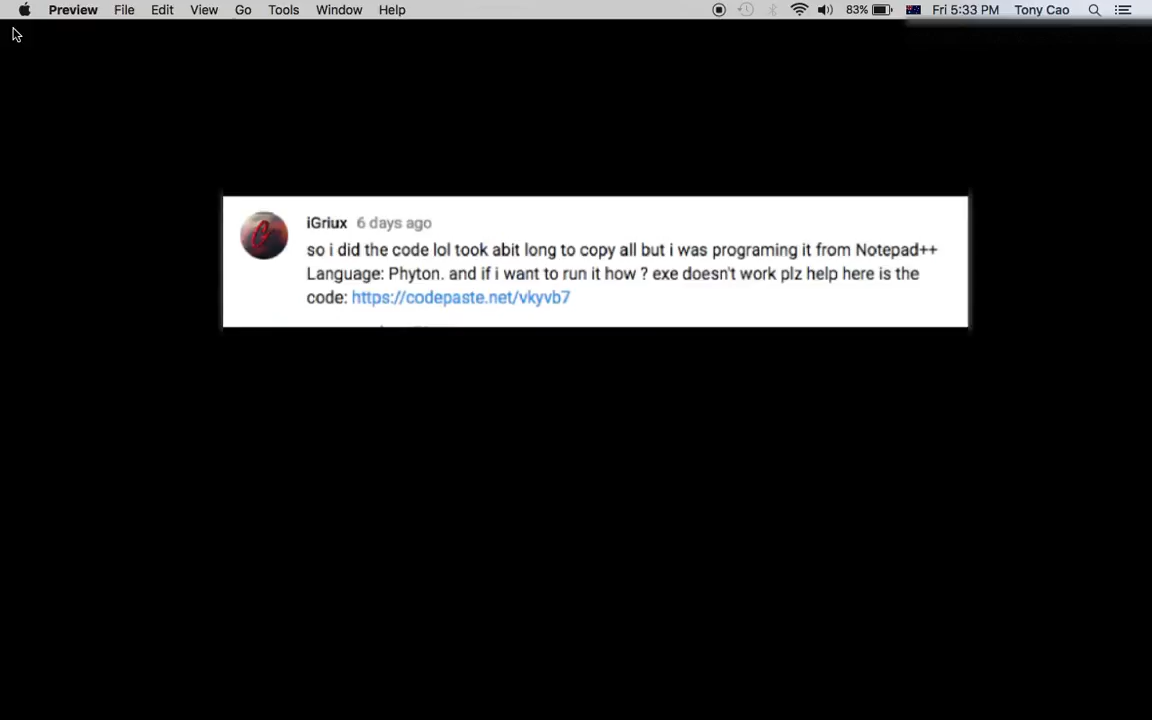 Preview File Edit View Go Tools Window Help 83% Fri 5:33 PM Tony Cao
iGriux 6 days ago
so i did the code lol took abit long to copy all but i was programing it from Notepad++
Language: Phyton. and if i want to run it how ? exe doesn't work plz help here is the
code: https://codepaste.net/vkyvb7